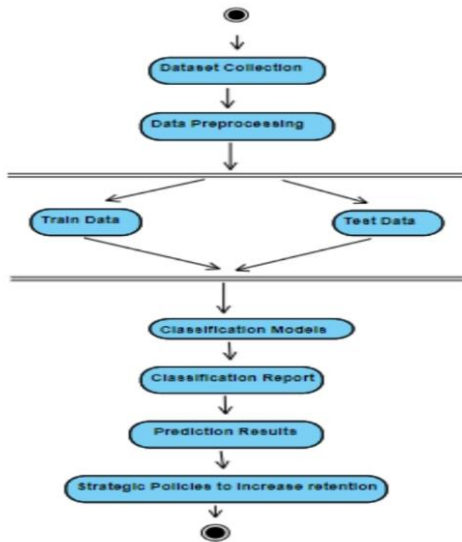 Dataset Collection
Data Preprocessing
Train Data
Test Data
Classification Models
Classification Report
Prediction Results
Strategic Policies to Increase retention